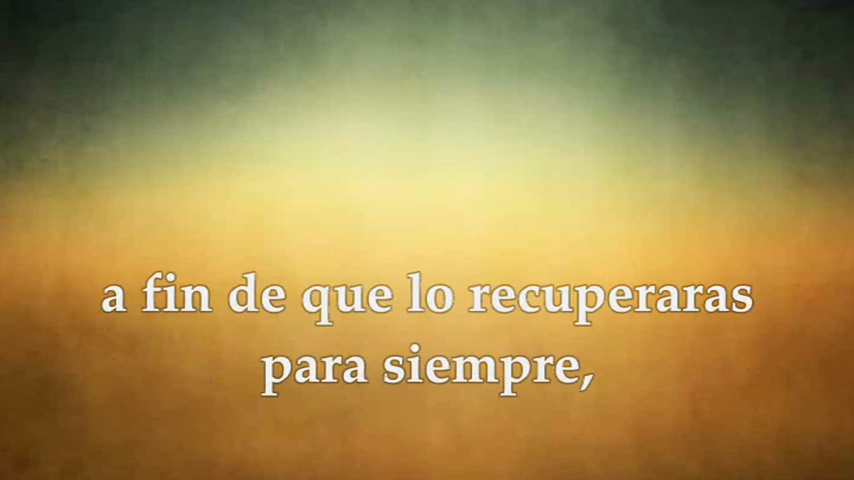 a fin de que lo recuperaras
para siempre,